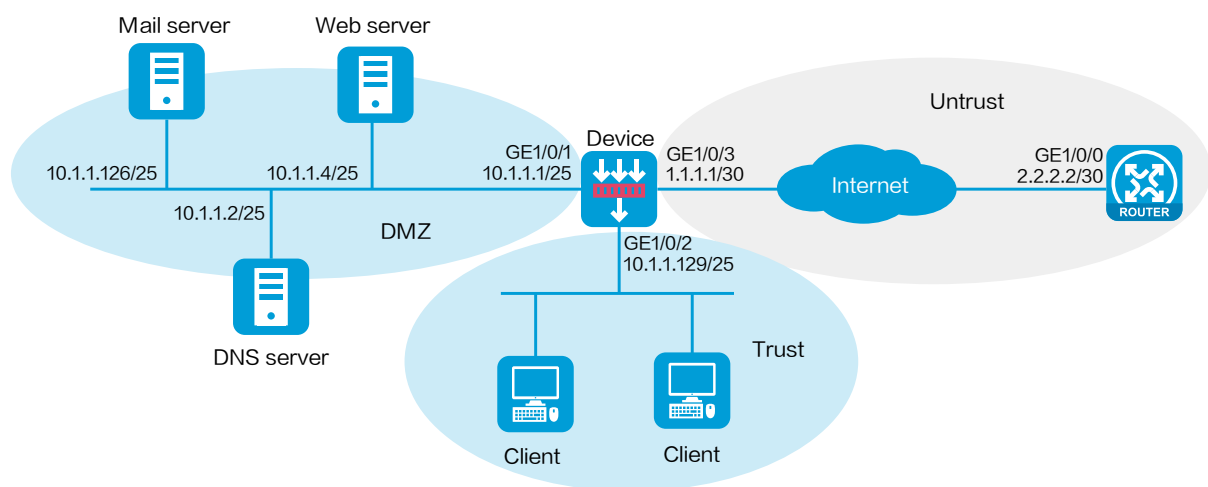 Mail server
Web server
Untrust
Device
GE1/0/1
10.1.1.1/25
GE1/0/3
1.1.1.1/30
GE1/0/0
2.2.2.2/30
10.1.1.126/25
10.1.1.4/25
Internet
ROUTER
10.1.1.2/25
DMZ
GE1/0/2
10.1.1.129/25
DNS server
Trust
Client
Client